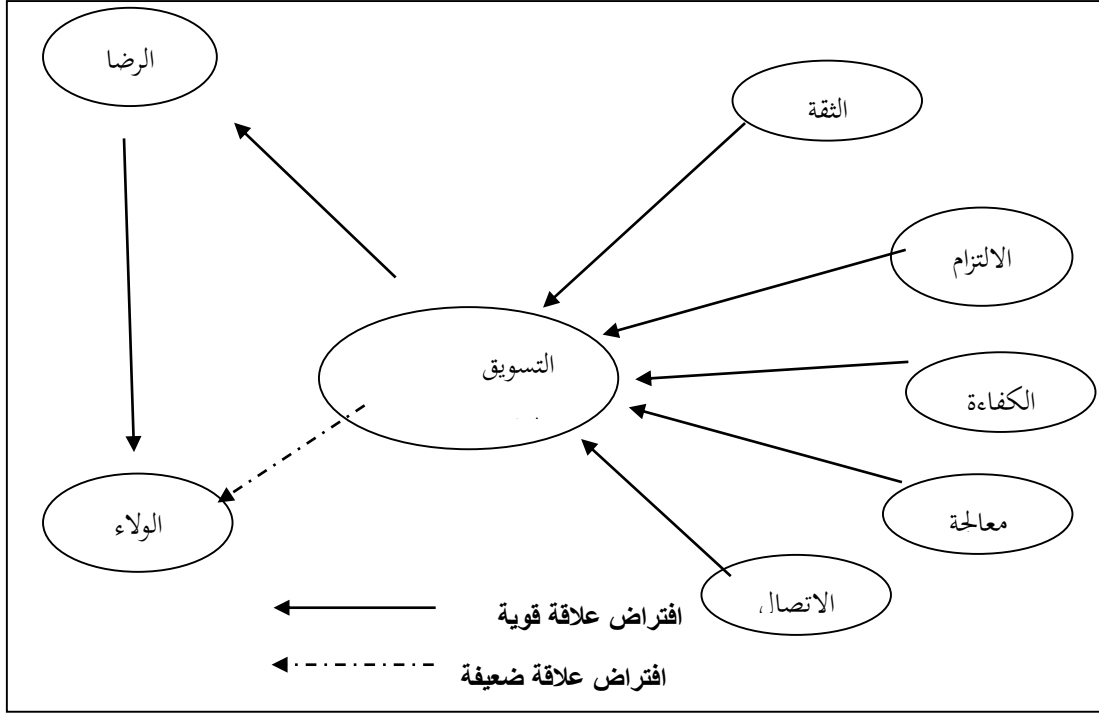 الرضا
الثقة
الالتزام
التسويق
الكفاءة
معالجة
الولاء
الاتصال
افتراض علاقة قوية
افتراض علاقة ضعيفة